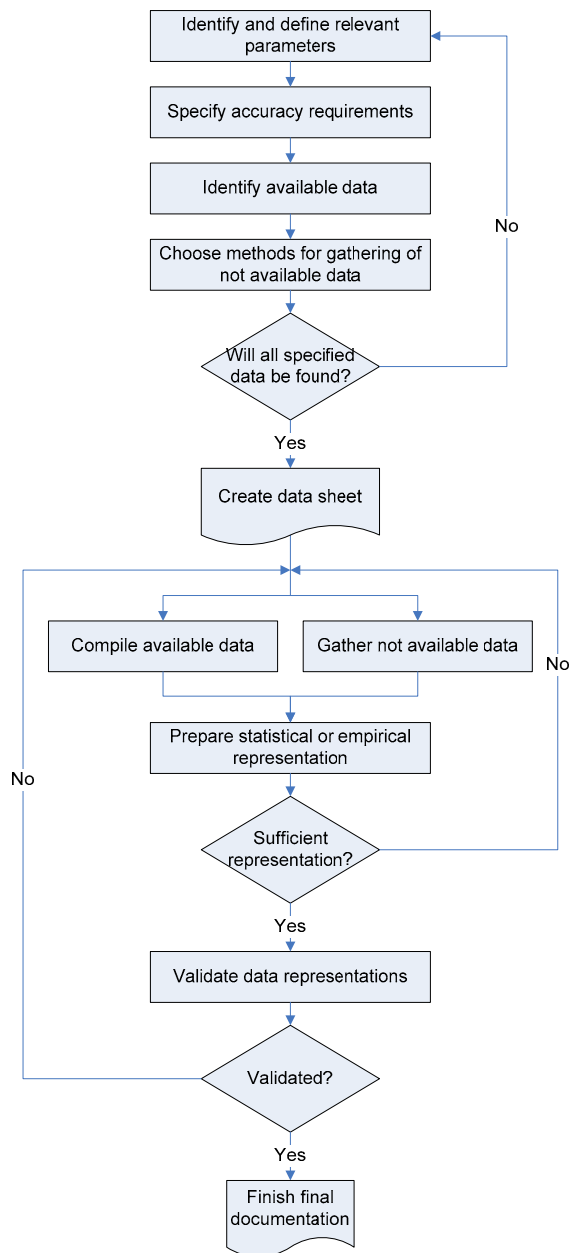 Identify and define relevant
parameters
Specify accuracy requirements
Identify available data
No
Choose methods for gathering of
not available data
Will all specified
data be found?
Yes
Create data sheet
Compile available data
Gather not available data
No
Prepare statistical or empirical
representation
No
Sufficient
representation?
Yes
Validate data representations
Validated?
Yes
Finish final
documentation